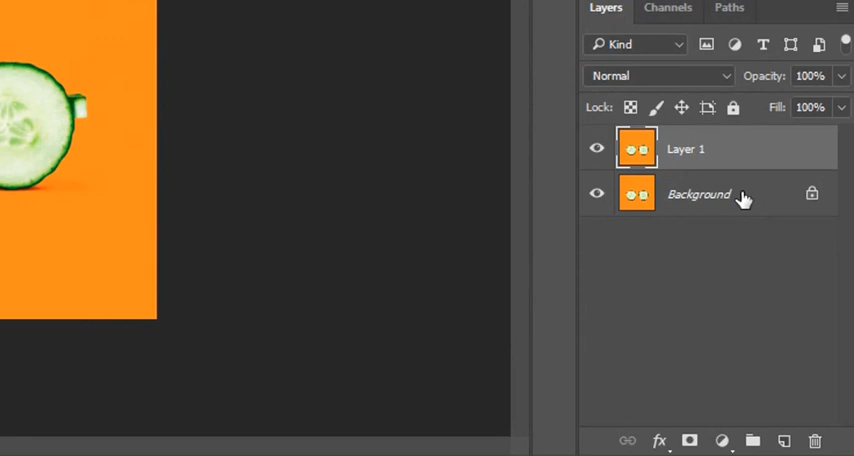 Layers Channels Paths
Kind
Normal Opacity: 100%
Lock: Fill: 100%
Layer 1
Background
fx